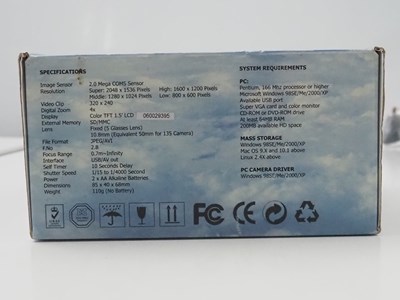 SPECIFICATIONS
Image Sensor 2.0 Mega COMS Sensor
Resolution Super: 2048 x 1536 Pixels High: 1600 x 1200 Pixels
Middle: 1280 x 1024 Pixels Low: 800 x 600 Pixels
Video Clip 320 x 240
Digital Zoom 4x
Display Color TFT 1.5' LCD 060029395
External Memory SD/MMC
Lens Fixed (5 Glasses Lens)
(Equivalent 50mm for 135 Camera)
File Format JPEG/AVI
F.No. 2.8
Focus Range 0.7m~Infinity
Interface USB/AV out
Self Timer 10 Seconds Delay
Shutter Speed 1/15 to 1/4000 Second
Power 2 x AA Alkaline Batteries
Dimensions 85 x 40 x 68mm
Weight (Without Batteries)
SYSTEM REQUIREMENTS
PC:
Pentium, 166 Mhz processor or higher
Microsoft Windows 98SE/Me/2000/XP
Available USB port
Super VGA card and color monitor
CD-ROM or DVD-ROM drive
At least 64MB RAM
200MB available HD space
MASS STORAGE
Windows 98SE/Me/2000/XP
Mac OS 9.X and 10.1 above
Linux 2.4X above
PC CAMERA DRIVER
Windows 98SE/Me/2000/XP
FC CE